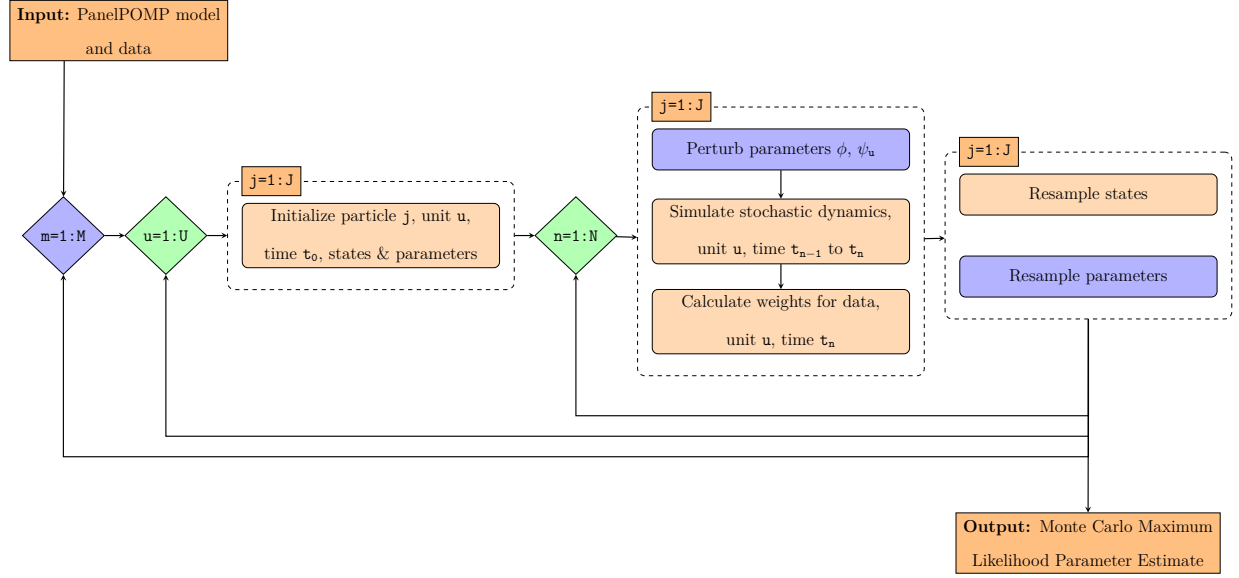 Input: PanelPOMP model
and data
m=1:M
u=1:U
j=1:J
Initialize particle j, unit u,
time t₀, states & parameters
n=1:N
j=1:J
Perturb parameters ϕ, ψᵤ
Simulate stochastic dynamics,
unit u, time tₙ₋₁ to tₙ
Calculate weights for data,
unit u, time tₙ
j=1:J
Resample states
Resample parameters
Output: Monte Carlo Maximum
Likelihood Parameter Estimate